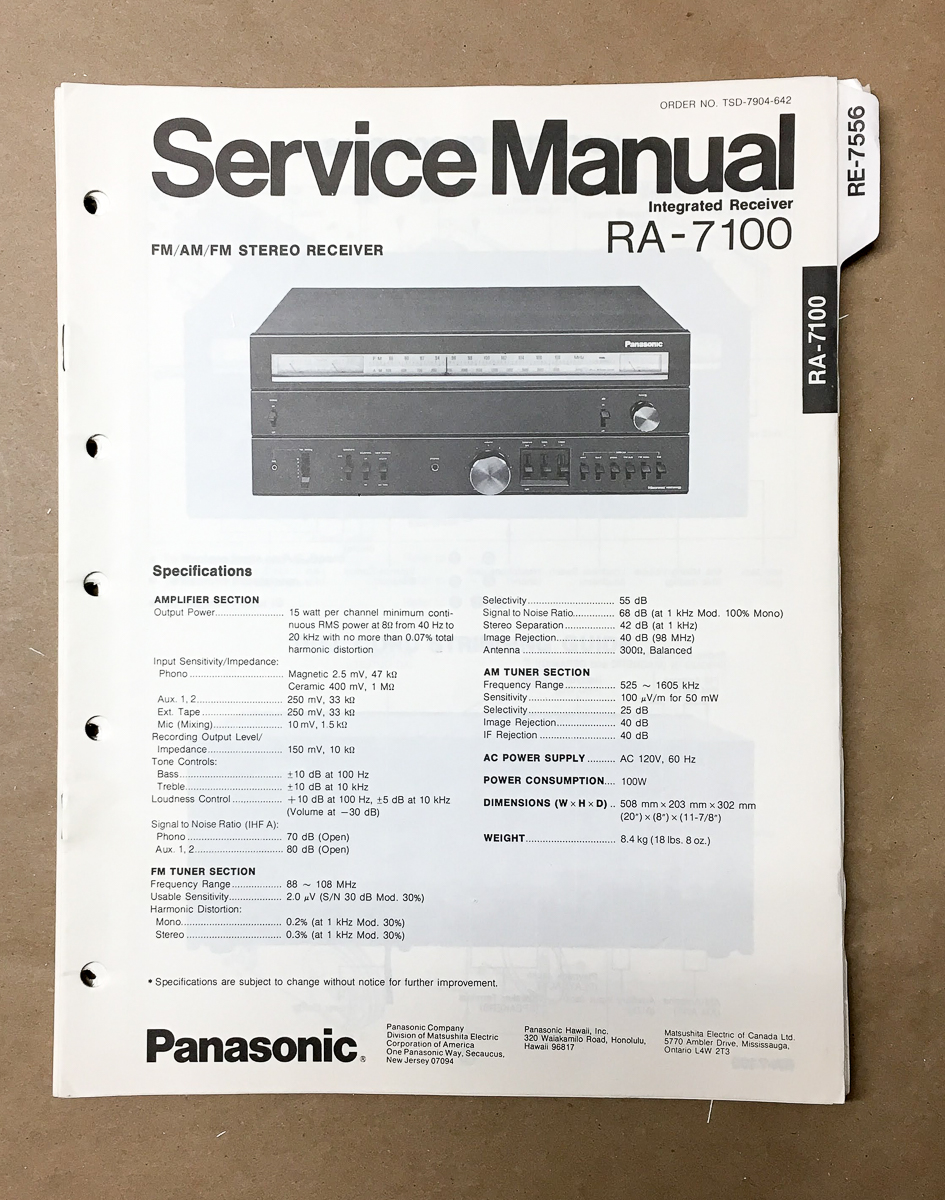 ORDER NO. TSD-7904-642
Service Manual
Integrated Receiver
RA-7100
FM/AM/FM STEREO RECEIVER
RE-7556
RA-7100
Panasonic
Specifications
AMPLIFIER SECTION
Output Power...................... 15 watt per channel minimum conti-
nuous RMS power at 8Ω from 40 Hz to
20 kHz with no more than 0.07% total
harmonic distortion
Input Sensitivity/Impedance:
Phono.............................. Magnetic 2.5 mV, 47 kΩ
Ceramic 400 mV, 1 MΩ
Aux. 1, 2........................... 250 mV, 33 kΩ
Ext. Tape.......................... 250 mV, 33 kΩ
Mic (Mixing)...................... 10 mV, 1.5 kΩ
Recording Output Level/
Impedance........................ 150 mV, 10 kΩ
Tone Controls:
Bass................................. ±10 dB at 100 Hz
Treble............................... ±10 dB at 10 kHz
Loudness Control................ +10 dB at 100 Hz, ±5 dB at 10 kHz
(Volume at −30 dB)
Signal to Noise Ratio (IHF A):
Phono............................... 70 dB (Open)
Aux. 1, 2............................ 80 dB (Open)
FM TUNER SECTION
Frequency Range................ 88 ~ 108 MHz
Usable Sensitivity................. 2.0 μV (S/N 30 dB Mod. 30%)
Harmonic Distortion:
Mono................................. 0.2% (at 1 kHz Mod. 30%)
Stereo............................... 0.3% (at 1 kHz Mod. 30%)
Selectivity............................ 55 dB
Signal to Noise Ratio............. 68 dB (at 1 kHz Mod. 100% Mono)
Stereo Separation................ 42 dB (at 1 kHz)
Image Rejection................... 40 dB (98 MHz)
Antenna.............................. 300Ω, Balanced
AM TUNER SECTION
Frequency Range................ 525 ~ 1605 kHz
Sensitivity............................ 100 μV/m for 50 mW
Selectivity............................ 25 dB
Image Rejection................... 40 dB
IF Rejection........................ 40 dB
AC POWER SUPPLY.......... AC 120V, 60 Hz
POWER CONSUMPTION.... 100W
DIMENSIONS (W × H × D).. 508 mm × 203 mm × 302 mm
(20") × (8") × (11-7/8")
WEIGHT............................. 8.4 kg (18 lbs. 8 oz.)
* Specifications are subject to change without notice for further improvement.
Panasonic®
Panasonic Company
Division of Matsushita Electric
Corporation of America
One Panasonic Way, Secaucus,
New Jersey 07094
Panasonic Hawaii, Inc.
320 Waiakamilo Road, Honolulu,
Hawaii 96817
Matsushita Electric of Canada Ltd.
5770 Ambler Drive, Mississauga,
Ontario L4W 2T3